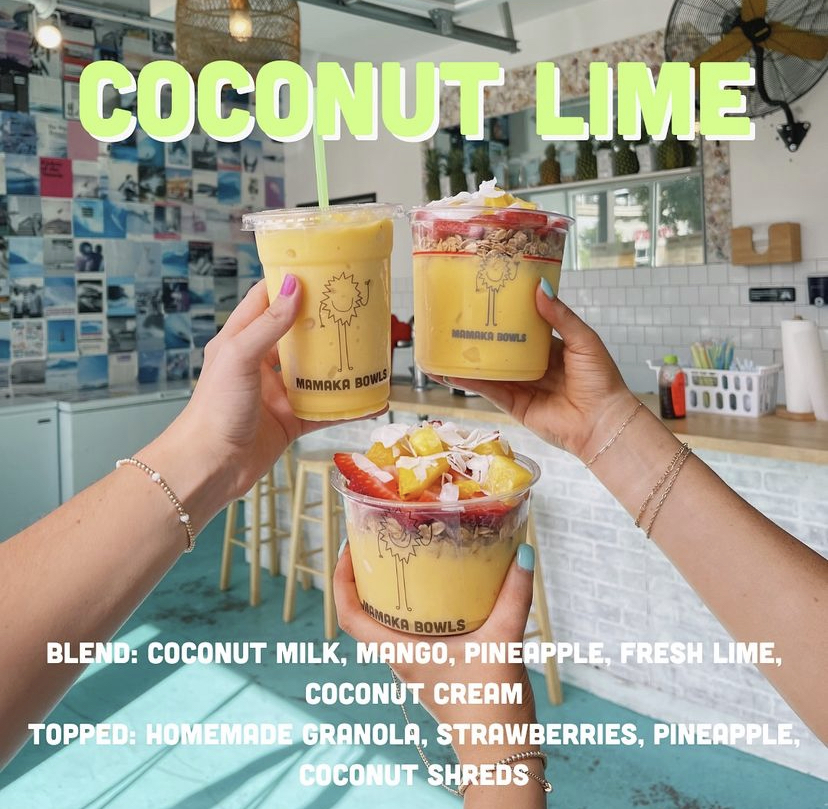 COCONUT LIME
MAMAKA BOWLS
MAMAKA BOWLS
MAMAKA BOWLS
BLEND: COCONUT MILK, MANGO, PINEAPPLE, FRESH LIME,
COCONUT CREAM
TOPPED: HOMEMADE GRANOLA, STRAWBERRIES, PINEAPPLE,
COCONUT SHREDS